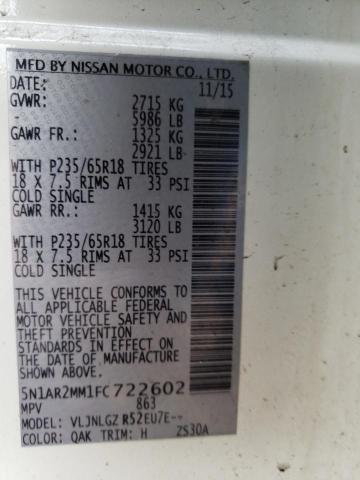 MFD BY NISSAN MOTOR CO., LTD.
DATE: 11/15
GVWR: 2715 KG
5986 LB
GAWR FR.: 1325 KG
2921 LB
WITH P235/65R18 TIRES
18 X 7.5 RIMS AT 33 PSI
COLD SINGLE
GAWR RR.: 1415 KG
3120 LB
WITH P235/65R18 TIRES
18 X 7.5 RIMS AT 33 PSI
COLD SINGLE
THIS VEHICLE CONFORMS TO
ALL APPLICABLE FEDERAL
MOTOR VEHICLE SAFETY AND
THEFT PREVENTION
STANDARDS IN EFFECT ON
THE DATE OF MANUFACTURE
SHOWN ABOVE.
5N1AR2MM1FC722602
MPV 863
MODEL: VLJNLGZ R52EU7E--
COLOR: QAK TRIM: H ZS30A